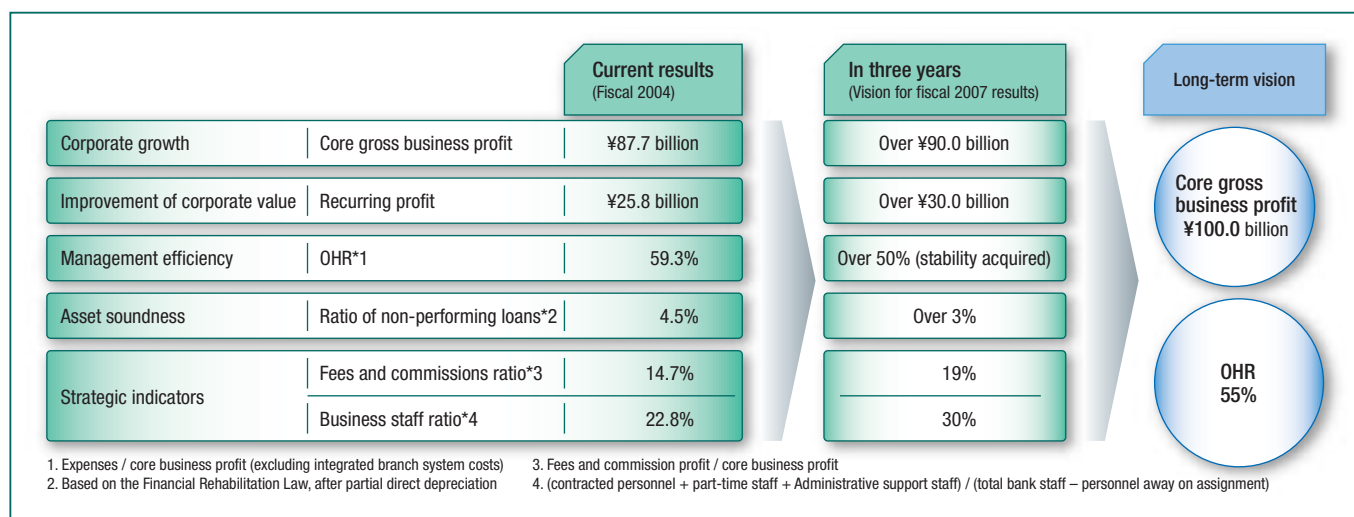 Current results
(Fiscal 2004)
In three years
(Vision for fiscal 2007 results)
Long-term vision
Corporate growth Core gross business profit ¥87.7 billion Over ¥90.0 billion
Improvement of corporate value Recurring profit ¥25.8 billion Over ¥30.0 billion
Management efficiency OHR*1 59.3% Over 50% (stability acquired)
Asset soundness Ratio of non-performing loans*2 4.5% Over 3%
Strategic indicators
Fees and commissions ratio*3 14.7% 19%
Business staff ratio*4 22.8% 30%
Core gross
business profit
¥100.0 billion
OHR
55%
1. Expenses / core business profit (excluding integrated branch system costs)
2. Based on the Financial Rehabilitation Law, after partial direct depreciation
3. Fees and commission profit / core business profit
4. (contracted personnel + part-time staff + Administrative support staff) / (total bank staff – personnel away on assignment)